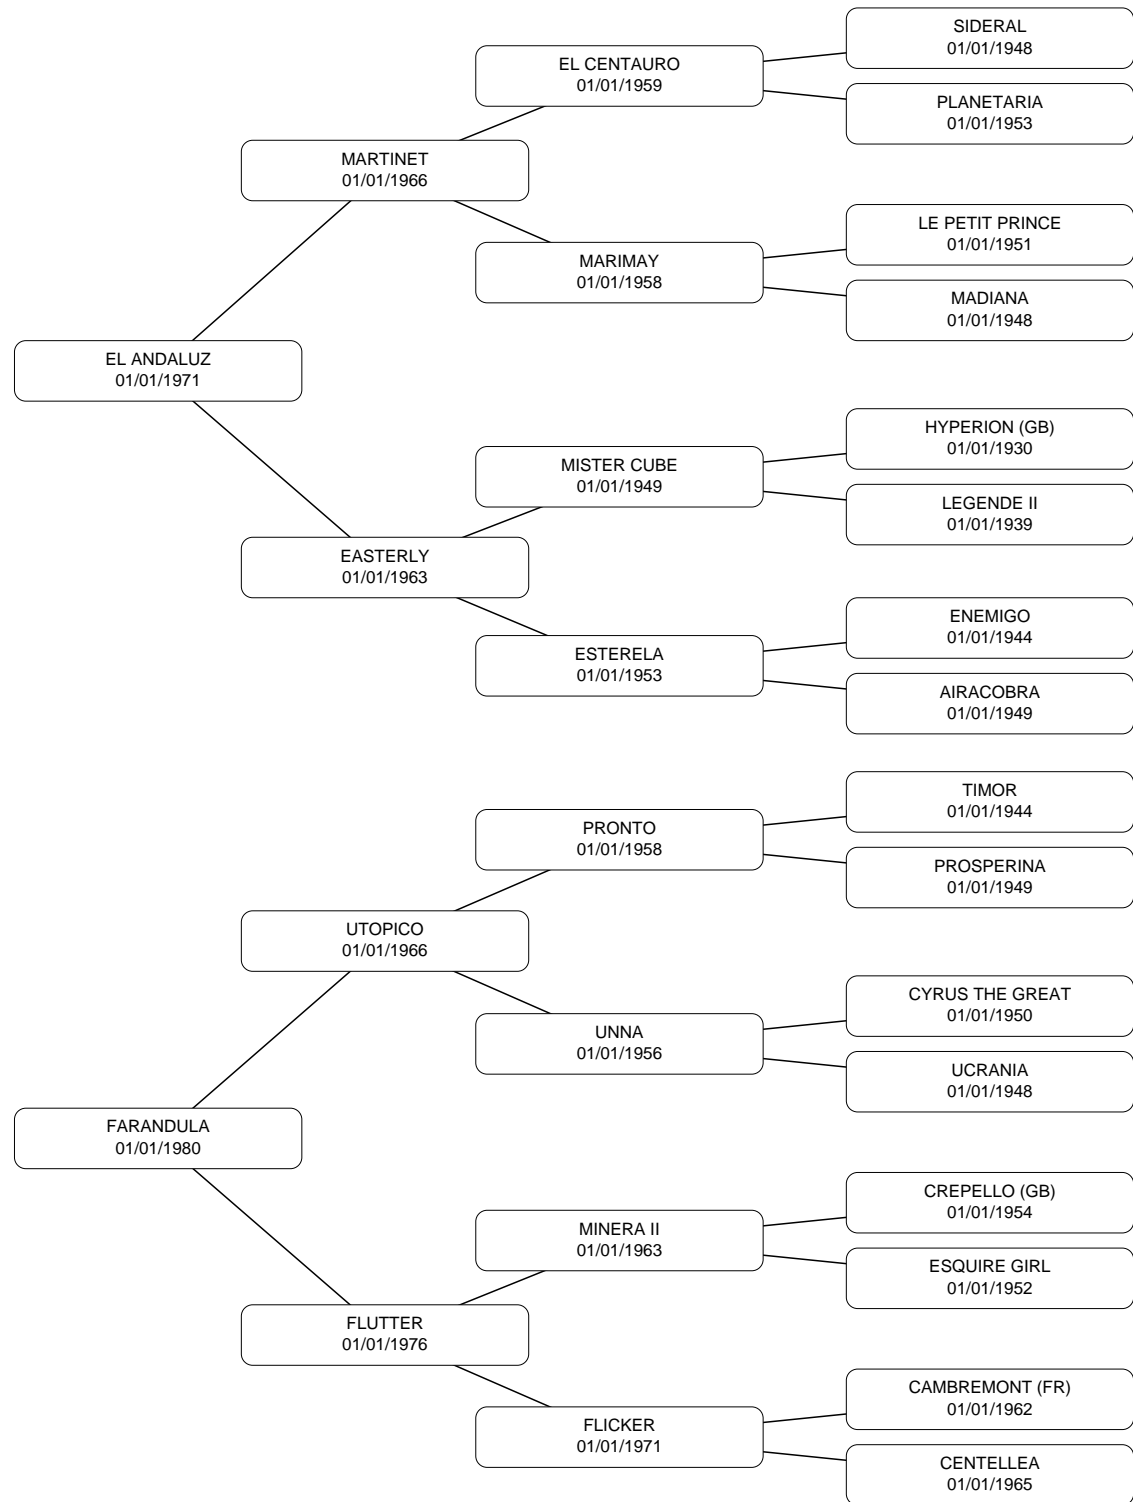 SIDERAL
01/01/1948
EL CENTAURO
01/01/1959
PLANETARIA
01/01/1953
MARTINET
01/01/1966
LE PETIT PRINCE
01/01/1951
MARIMAY
01/01/1958
MADIANA
01/01/1948
EL ANDALUZ
01/01/1971
HYPERION (GB)
01/01/1930
MISTER CUBE
01/01/1949
LEGENDE II
01/01/1939
EASTERLY
01/01/1963
ENEMIGO
01/01/1944
ESTERELA
01/01/1953
AIRACOBRA
01/01/1949
TIMOR
01/01/1944
PRONTO
01/01/1958
PROSPERINA
01/01/1949
UTOPICO
01/01/1966
CYRUS THE GREAT
01/01/1950
UNNA
01/01/1956
UCRANIA
01/01/1948
FARANDULA
01/01/1980
CREPELLO (GB)
01/01/1954
MINERA II
01/01/1963
ESQUIRE GIRL
01/01/1952
FLUTTER
01/01/1976
CAMBREMONT (FR)
01/01/1962
FLICKER
01/01/1971
CENTELLEA
01/01/1965